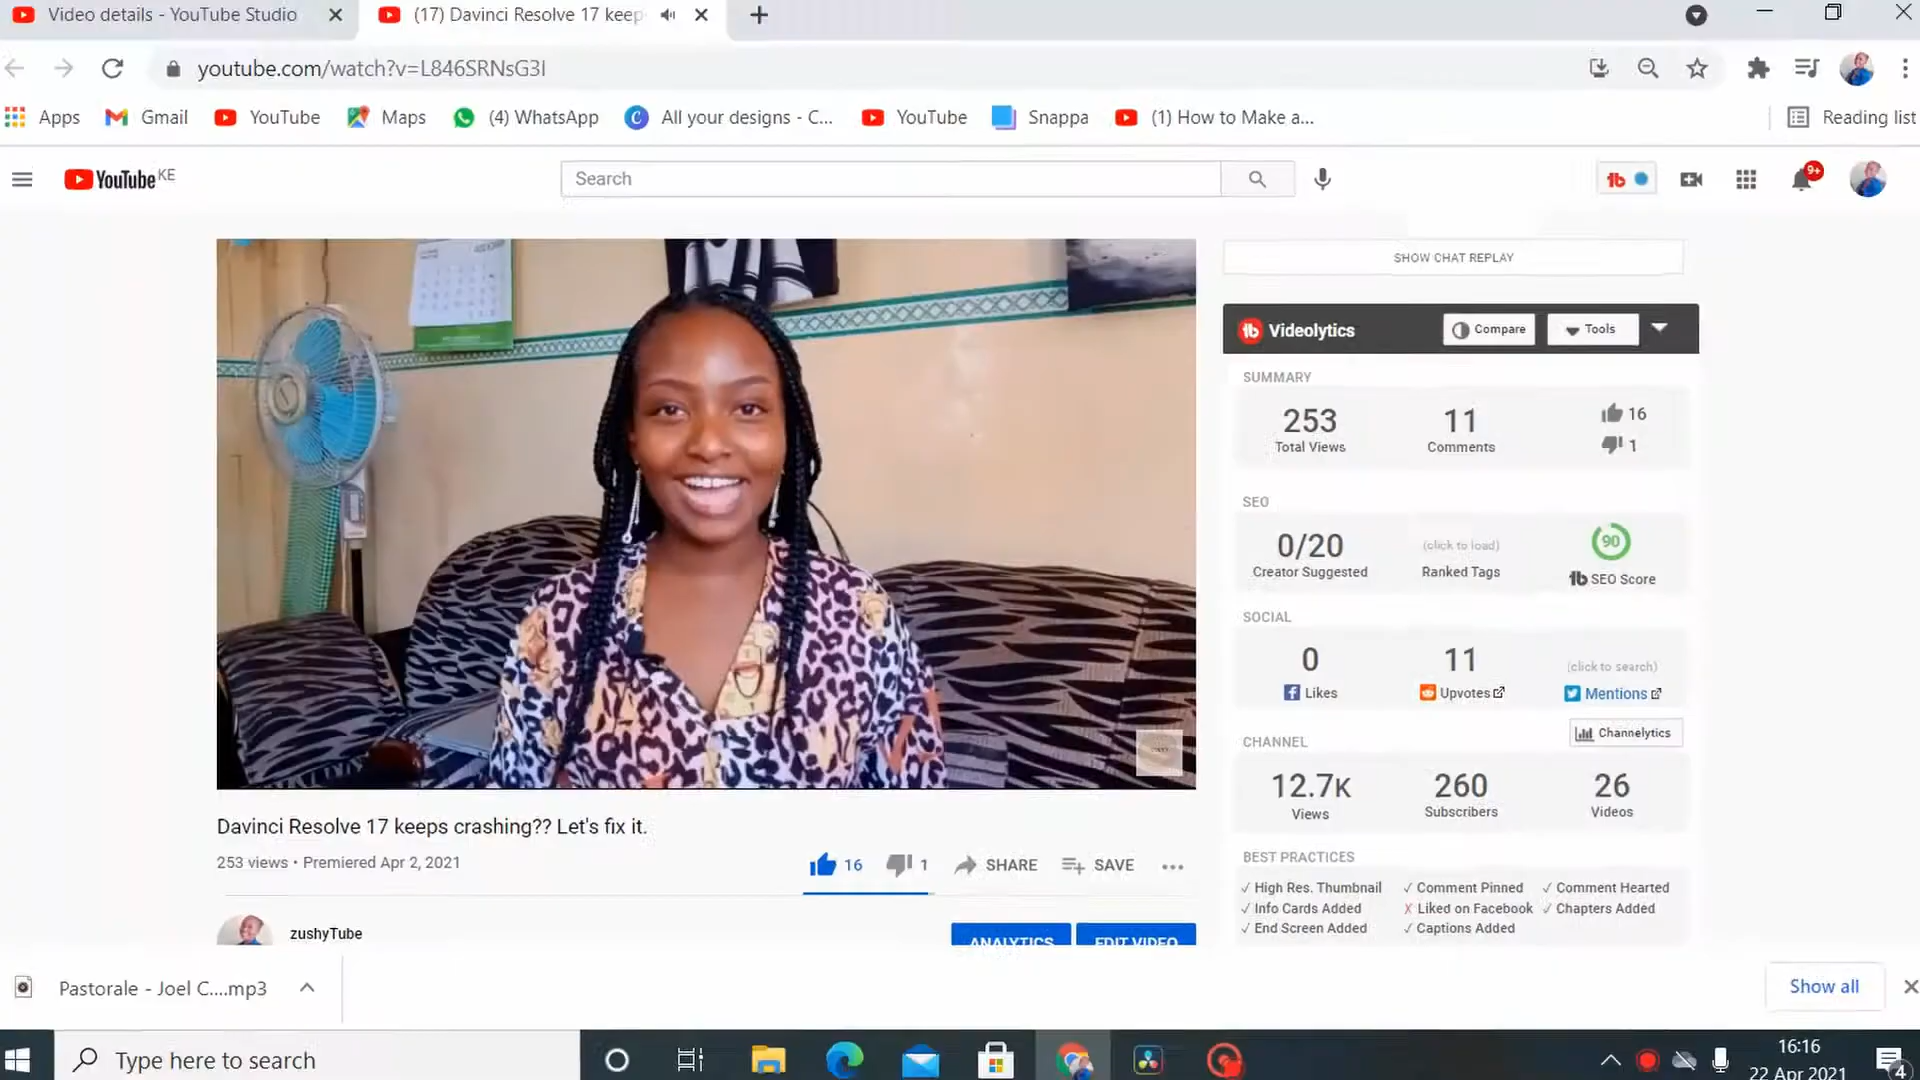 Video details - YouTube Studio
(17) Davinci Resolve 17 keep
youtube.com/watch?v=L846SRNsG3I
Apps
Gmail
YouTube
Maps
(4) WhatsApp
All your designs - C...
YouTube
Snappa
(1) How to Make a...
Reading list
YouTube KE
Search
9+
SHOW CHAT REPLAY
Videolytics
Compare
Tools
SUMMARY
253
Total Views
11
Comments
16
1
SEO
0/20
Creator Suggested
(click to load)
Ranked Tags
90
SEO Score
SOCIAL
0
Likes
11
Upvotes
(click to search)
Mentions
CHANNEL
Channelytics
12.7K
Views
260
Subscribers
26
Videos
BEST PRACTICES
✓ High Res. Thumbnail ✓ Comment Pinned ✓ Comment Hearted
✓ Info Cards Added ✗ Liked on Facebook ✓ Chapters Added
✓ End Screen Added ✓ Captions Added
Davinci Resolve 17 keeps crashing?? Let's fix it.
253 views • Premiered Apr 2, 2021
16
1
SHARE
SAVE
zushyTube
ANALYTICS
EDIT VIDEO
Pastorale - Joel C....mp3
Show all
Type here to search
16:16
22 Apr 2021
4